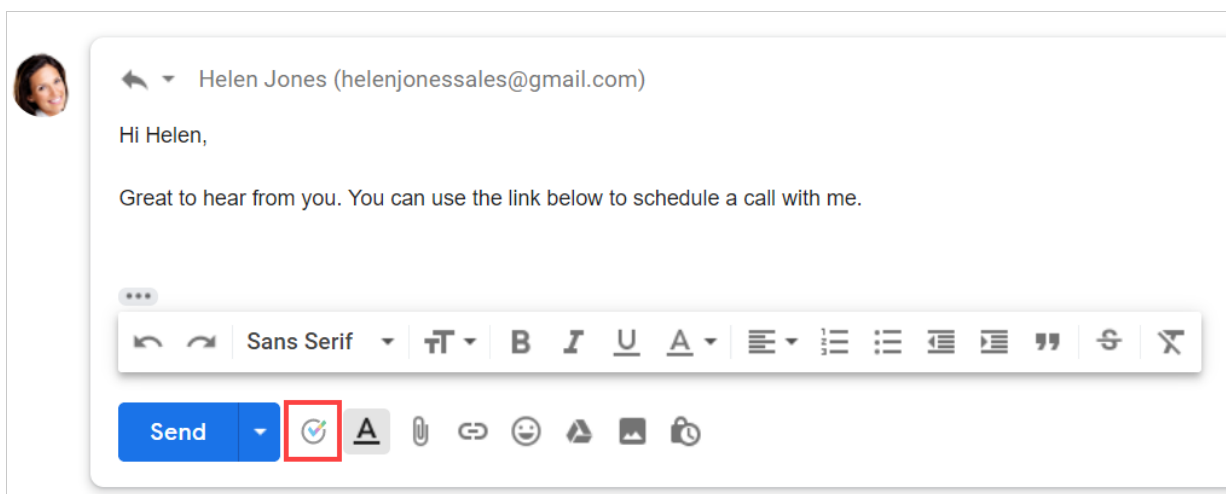 Helen Jones (helenjonessales@gmail.com)
Hi Helen,
Great to hear from you. You can use the link below to schedule a call with me.
Sans Serif
Send